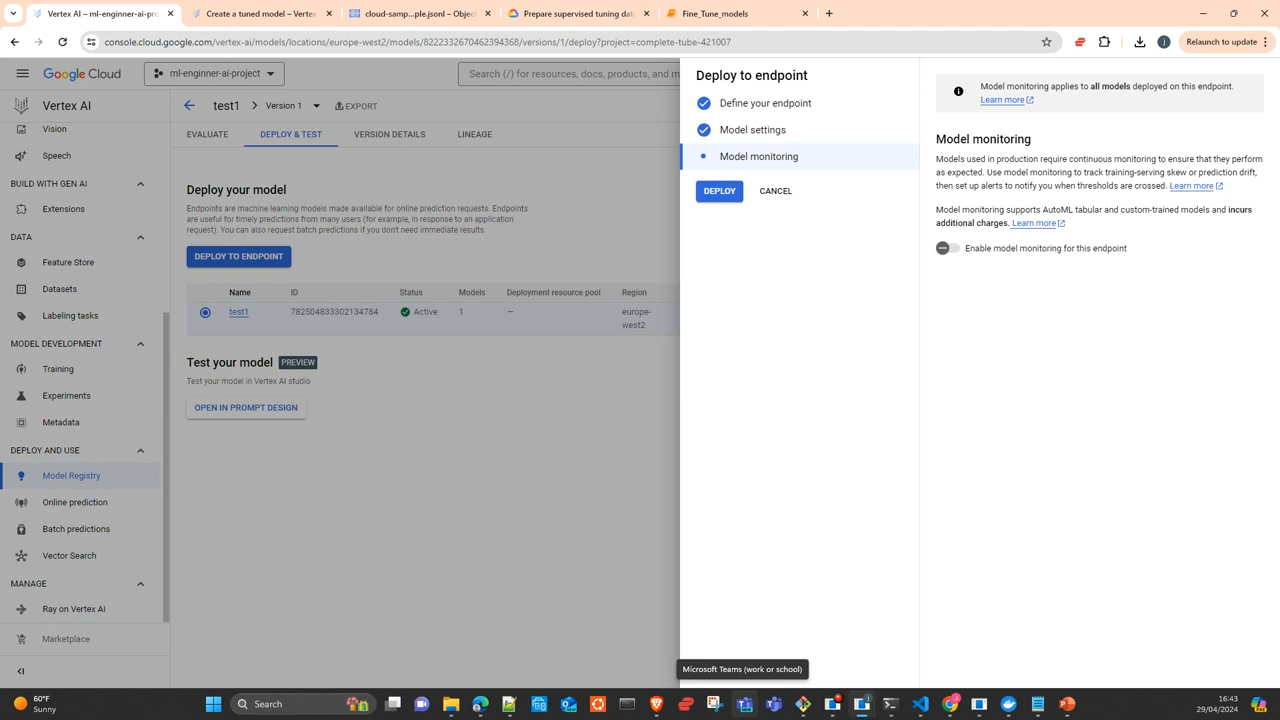 Vertex AI – ml-enginner-ai-pro
Create a tuned model – Vertex
cloud-samp...ple.jsonl – Object
Prepare supervised tuning data
Fine_Tune_models
console.cloud.google.com/vertex-ai/models/locations/europe-west2/models/8222332670462394368/versions/1/deploy?project=complete-tube-421007
Relaunch to update
Google Cloud
ml-enginner-ai-project
Search (/) for resources, docs, products, and m
Vertex AI
test1
Version 1
EXPORT
Vision
Speech
BUILD WITH GEN AI
Extensions
DATA
Feature Store
Datasets
Labeling tasks
MODEL DEVELOPMENT
Training
Experiments
Metadata
DEPLOY AND USE
Model Registry
Online prediction
Batch predictions
Vector Search
MANAGE
Ray on Vertex AI
Marketplace
EVALUATE
DEPLOY & TEST
VERSION DETAILS
LINEAGE
Deploy your model
Endpoints are machine learning models made available for online prediction requests. Endpoints
are useful for timely predictions from many users (for example, in response to an application
request). You can also request batch predictions if you don't need immediate results.
DEPLOY TO ENDPOINT
Name ID Status Models Deployment resource pool Region
test1 782504833302134784 Active 1 – europe-
west2
Test your model PREVIEW
Test your model in Vertex AI studio
OPEN IN PROMPT DESIGN
Deploy to endpoint
Define your endpoint
Model settings
Model monitoring
DEPLOY
CANCEL
Model monitoring applies to all models deployed on this endpoint.
Learn more
Model monitoring
Models used in production require continuous monitoring to ensure that they perform
as expected. Use model monitoring to track training-serving skew or prediction drift,
then set up alerts to notify you when thresholds are crossed. Learn more
Model monitoring supports AutoML tabular and custom-trained models and incurs
additional charges. Learn more
Enable model monitoring for this endpoint
Microsoft Teams (work or school)
60°F
Sunny
Search
16:43
29/04/2024